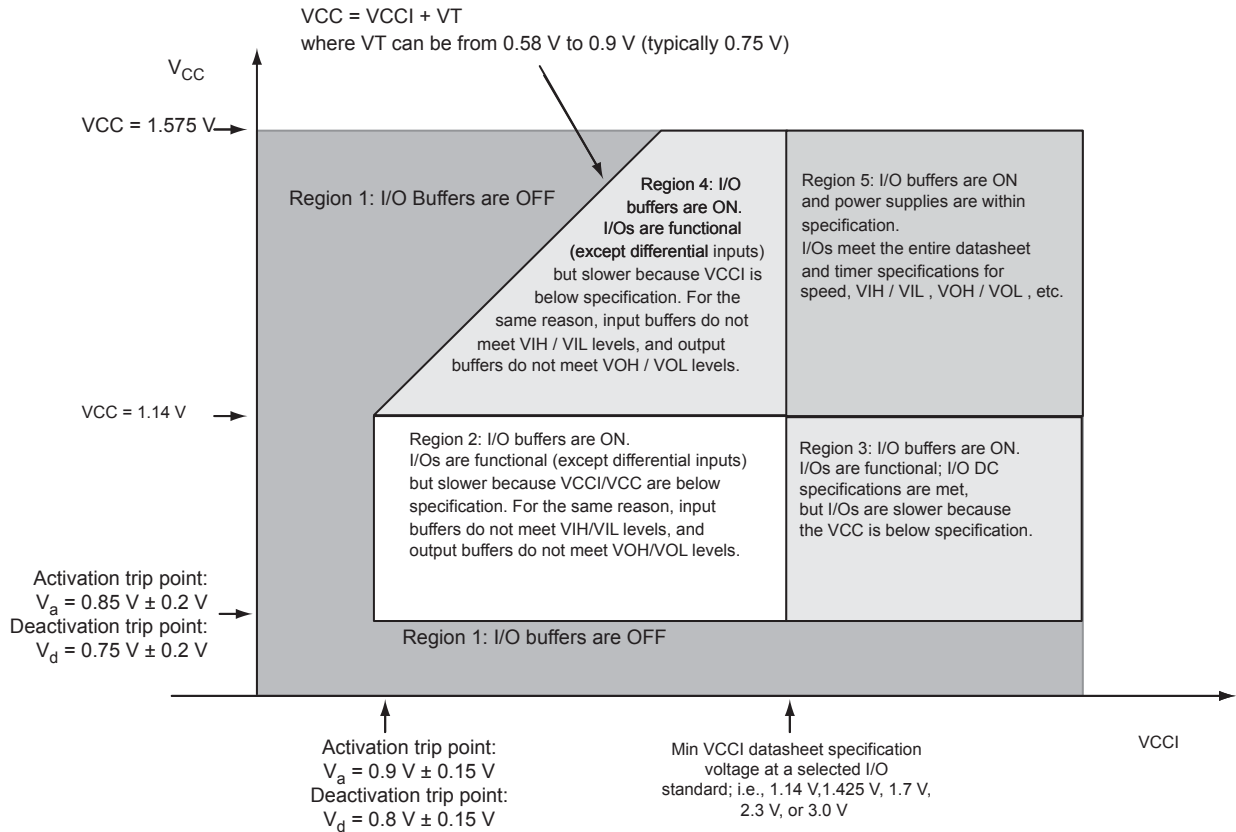 VCC = VCCI + VT
where VT can be from 0.58 V to 0.9 V (typically 0.75 V)
VCC
VCC = 1.575 V
Region 1: I/O Buffers are OFF
Region 4: I/O
buffers are ON.
I/Os are functional
(except differential inputs)
but slower because VCCI is
below specification. For the
same reason, input buffers do not
meet VIH / VIL levels, and output
buffers do not meet VOH / VOL levels.
Region 5: I/O buffers are ON
and power supplies are within
specification.
I/Os meet the entire datasheet
and timer specifications for
speed, VIH / VIL , VOH / VOL , etc.
VCC = 1.14 V
Region 2: I/O buffers are ON.
I/Os are functional (except differential inputs)
but slower because VCCI/VCC are below
specification. For the same reason, input
buffers do not meet VIH/VIL levels, and
output buffers do not meet VOH/VOL levels.
Region 3: I/O buffers are ON.
I/Os are functional; I/O DC
specifications are met,
but I/Os are slower because
the VCC is below specification.
Activation trip point:
Va = 0.85 V ± 0.2 V
Deactivation trip point:
Vd = 0.75 V ± 0.2 V
Region 1: I/O buffers are OFF
Activation trip point:
Va = 0.9 V ± 0.15 V
Deactivation trip point:
Vd = 0.8 V ± 0.15 V
Min VCCI datasheet specification
voltage at a selected I/O
standard; i.e., 1.14 V,1.425 V, 1.7 V,
2.3 V, or 3.0 V
VCCI